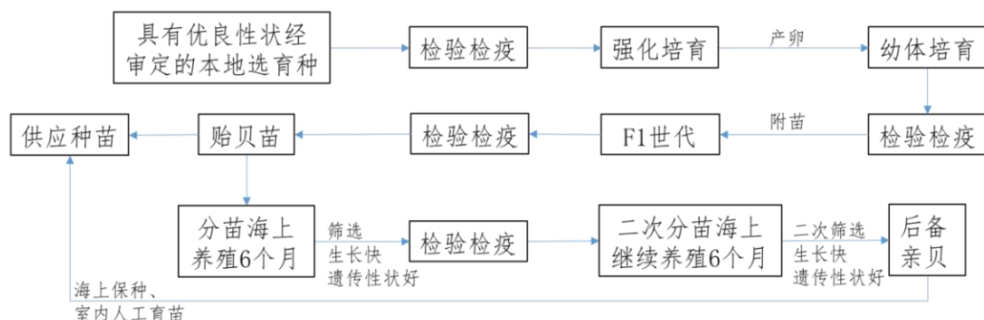 具有优良性状经
审定的本地选育种
检验检疫
强化培育
产卵
幼体培育
供应种苗
贻贝苗
检验检疫
F1世代
附苗
检验检疫
分苗海上
养殖6个月
筛选
生长快
遗传性状好
检验检疫
二次分苗海上
继续养殖6个月
二次筛选
生长快
遗传性状好
后备
亲贝
海上保种、
室内人工育苗